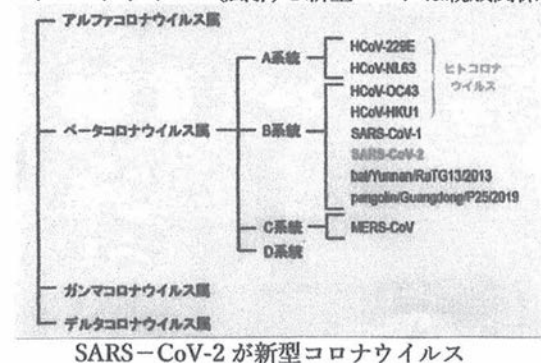 アルファコロナウイルス属
A系統
HCoV-229E
HCoV-NL63
HCoV-OC43
HCoV-HKU1
ヒトコロナ
ウイルス
ベータコロナウイルス属
B系統
SARS-CoV-1
SARS-CoV-2
bat/Yunnan/RaTG13/2013
pangolin/Guangdong/P25/2019
C系統
MERS-CoV
D系統
ガンマコロナウイルス属
デルタコロナウイルス属
SARS−CoV-2 が新型コロナウイルス